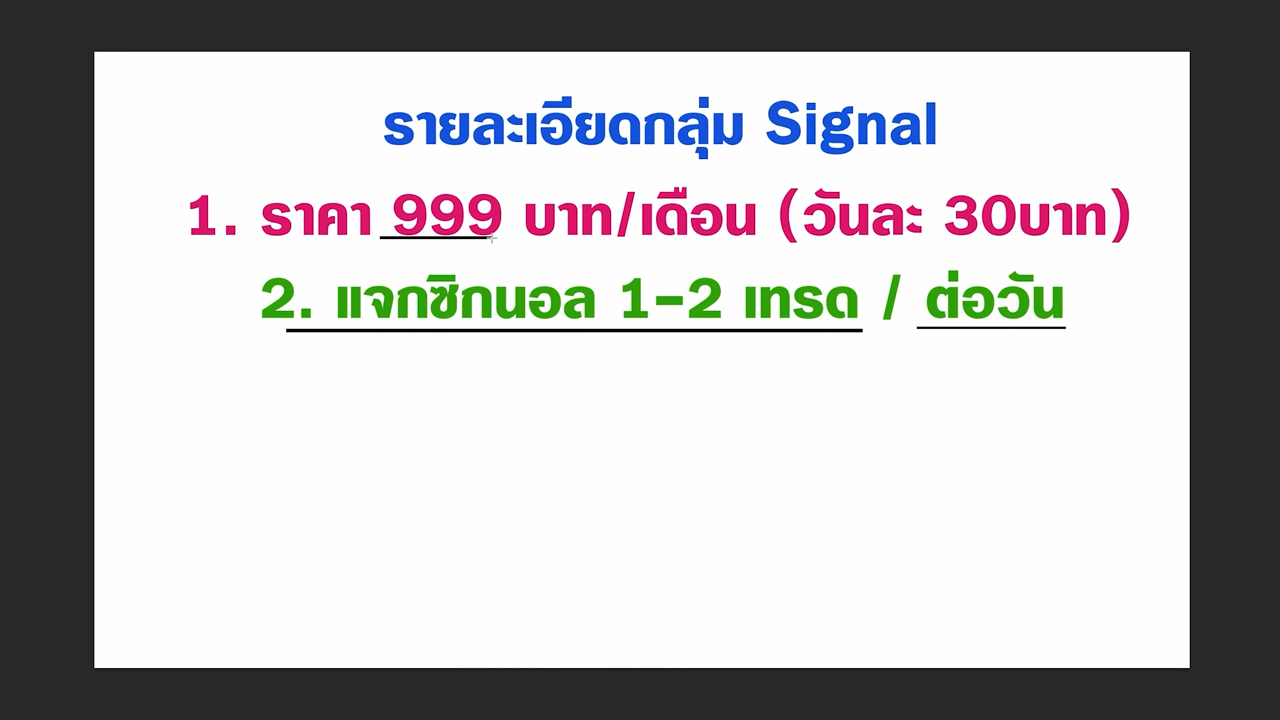 รายละเอียดกลุ่ม Signal
1. ราคา 999 บาท/เดือน (วันละ 30บาท)
2. แจกซิกนอล 1-2 เทรด / ต่อวัน